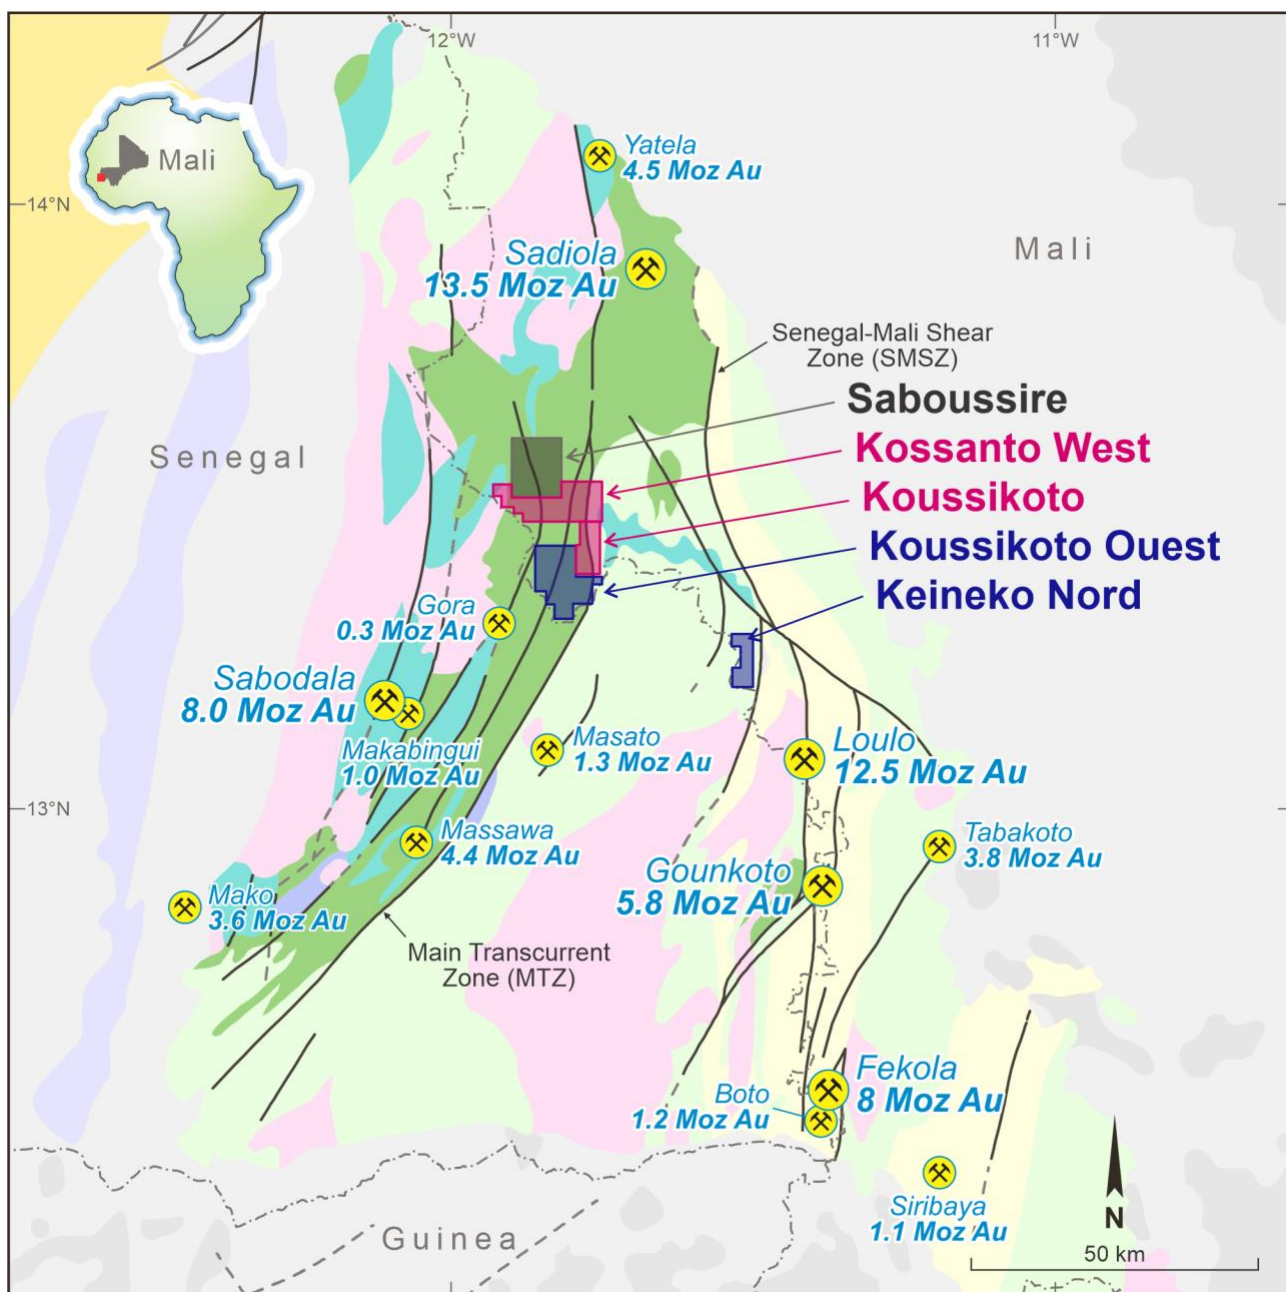 12°W
11°W
Mali
14°N
Yatela
4.5 Moz Au
Mali
Sadiola
13.5 Moz Au
Senegal-Mali Shear
Zone (SMSZ)
Saboussire
Kossanto West
Koussikoto
Koussikoto Ouest
Keineko Nord
Senegal
Gora
0.3 Moz Au
Sabodala
8.0 Moz Au
Makabingui
1.0 Moz Au
Masato
1.3 Moz Au
Loulo
12.5 Moz Au
13°N
Massawa
4.4 Moz Au
Tabakoto
3.8 Moz Au
Gounkoto
5.8 Moz Au
Mako
3.6 Moz Au
Main Transcurrent
Zone (MTZ)
Fekola
8 Moz Au
Boto
1.2 Moz Au
Siribaya
1.1 Moz Au
N
Guinea
50 km